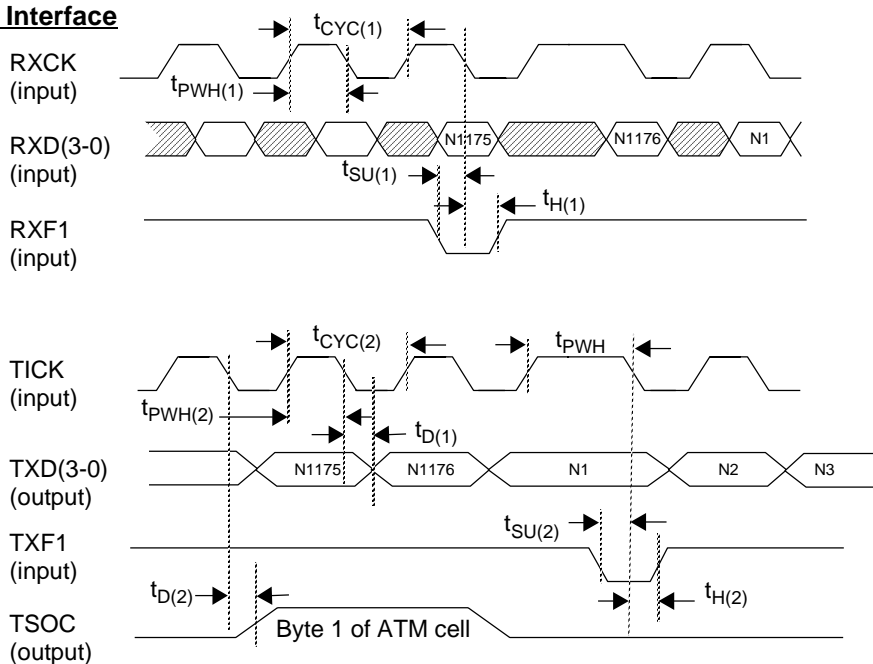 Interface
tCYC(1)
RXCK
(input)
tPWH(1)
RXD(3-0)
(input)
N1175
N1176
N1
tSU(1)
tH(1)
RXF1
(input)
tCYC(2)
tPWH
TICK
(input)
tPWH(2)
tD(1)
TXD(3-0)
(output)
N1175
N1176
N1
N2
N3
tSU(2)
TXF1
(input)
tD(2)
tH(2)
TSOC
(output)
Byte 1 of ATM cell